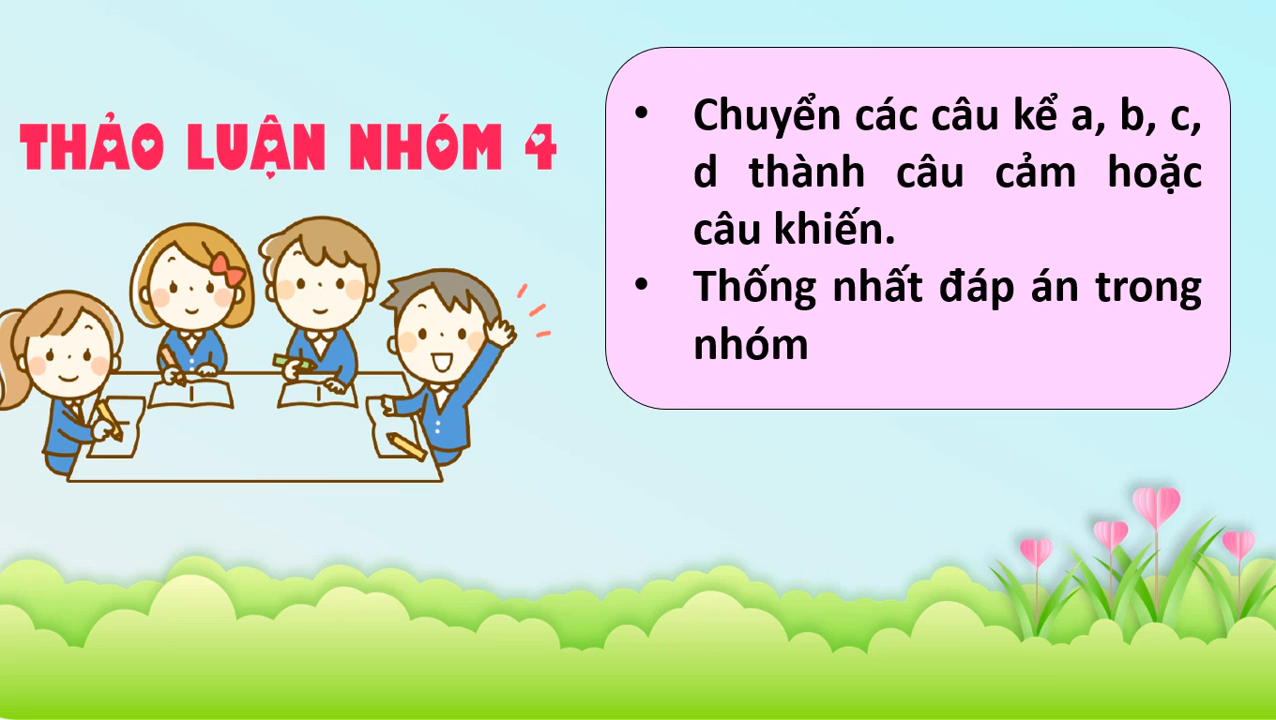 THẢO LUẬN NHÓM 4
• Chuyển các câu kể a, b, c,
d thành câu cảm hoặc
câu khiến.
• Thống nhất đáp án trong
nhóm